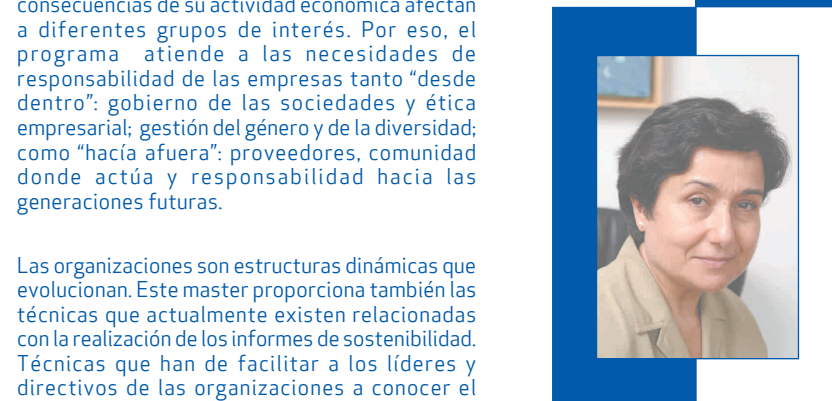 consecuencias de su actividad económica afectan
a diferentes grupos de interés. Por eso, el
programa atiende a las necesidades de
responsabilidad de las empresas tanto “desde
dentro”: gobierno de las sociedades y ética
empresarial; gestión del género y de la diversidad;
como “hacía afuera”: proveedores, comunidad
donde actúa y responsabilidad hacia las
generaciones futuras.
Las organizaciones son estructuras dinámicas que
evolucionan. Este master proporciona también las
técnicas que actualmente existen relacionadas
con la realización de los informes de sostenibilidad.
Técnicas que han de facilitar a los líderes y
directivos de las organizaciones a conocer el